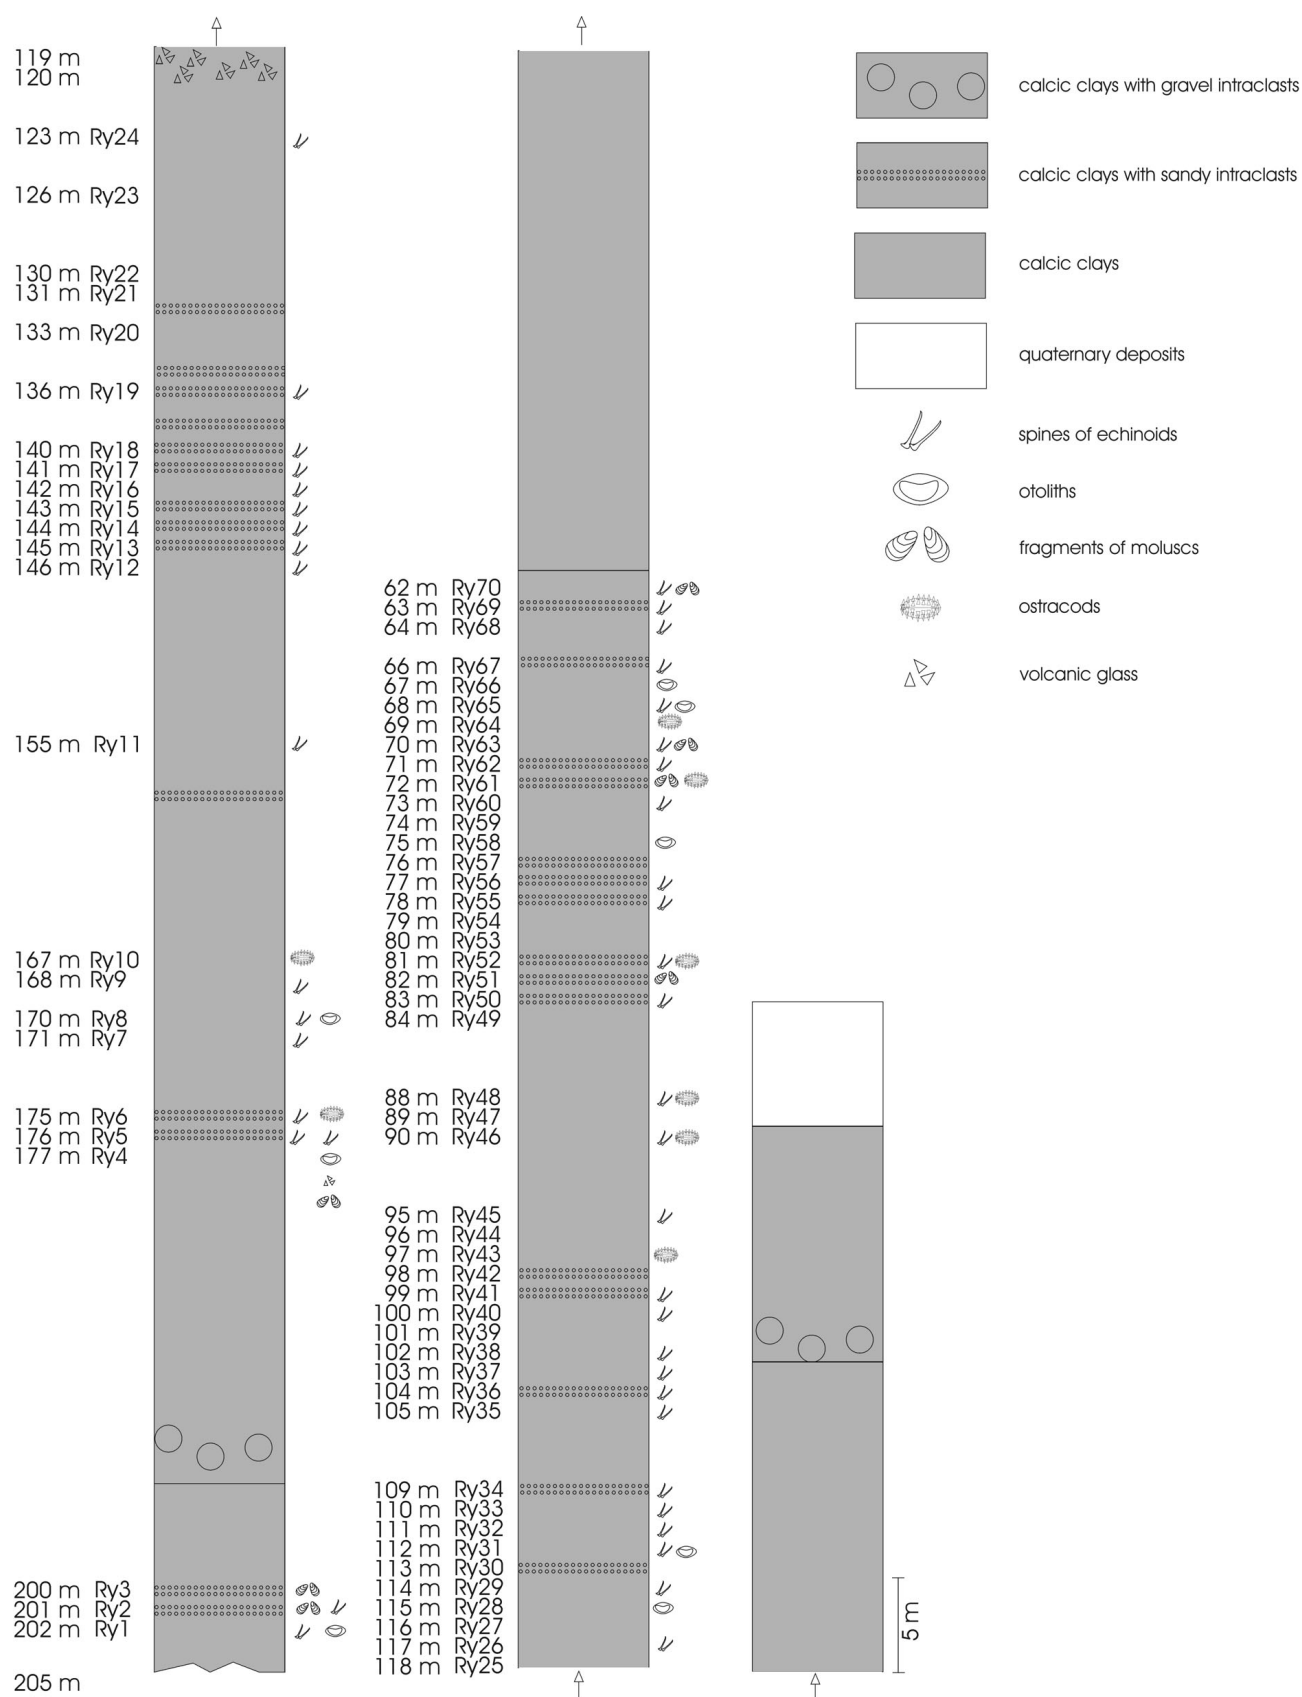 119 m
120 m
123 m Ry24
126 m Ry23
130 m Ry22
131 m Ry21
133 m Ry20
136 m Ry19
140 m Ry18
141 m Ry17
142 m Ry16
143 m Ry15
144 m Ry14
145 m Ry13
146 m Ry12
155 m Ry11
167 m Ry10
168 m Ry9
170 m Ry8
171 m Ry7
175 m Ry6
176 m Ry5
177 m Ry4
200 m Ry3
201 m Ry2
202 m Ry1
205 m
62 m Ry70
63 m Ry69
64 m Ry68
66 m Ry67
67 m Ry66
68 m Ry65
69 m Ry64
70 m Ry63
71 m Ry62
72 m Ry61
73 m Ry60
74 m Ry59
75 m Ry58
76 m Ry57
77 m Ry56
78 m Ry55
79 m Ry54
80 m Ry53
81 m Ry52
82 m Ry51
83 m Ry50
84 m Ry49
88 m Ry48
89 m Ry47
90 m Ry46
95 m Ry45
96 m Ry44
97 m Ry43
98 m Ry42
99 m Ry41
100 m Ry40
101 m Ry39
102 m Ry38
103 m Ry37
104 m Ry36
105 m Ry35
109 m Ry34
110 m Ry33
111 m Ry32
112 m Ry31
113 m Ry30
114 m Ry29
115 m Ry28
116 m Ry27
117 m Ry26
118 m Ry25
calcic clays with gravel intraclasts
calcic clays with sandy intraclasts
calcic clays
quaternary deposits
spines of echinoids
otoliths
fragments of moluscs
ostracods
volcanic glass
5 m